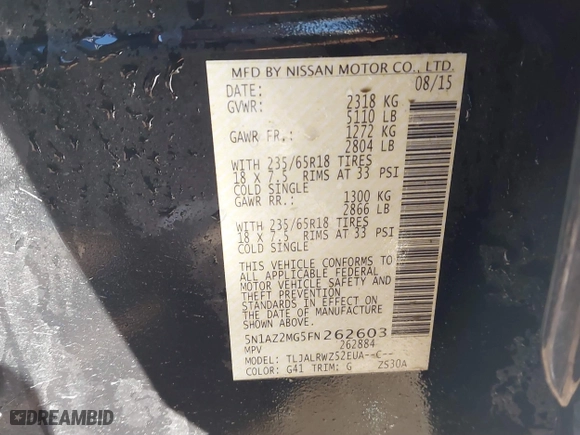 MFD BY NISSAN MOTOR CO., LTD.
DATE: 08/15
GVWR: 2318 KG
5110 LB
GAWR FR.: 1272 KG
2804 LB
WITH 235/65R18 TIRES
18 X 7.5 RIMS AT 33 PSI
COLD SINGLE
GAWR RR.: 1300 KG
2866 LB
WITH 235/65R18 TIRES
18 X 7.5 RIMS AT 33 PSI
COLD SINGLE
THIS VEHICLE CONFORMS TO
ALL APPLICABLE FEDERAL
MOTOR VEHICLE SAFETY AND
THEFT PREVENTION
STANDARDS IN EFFECT ON
THE DATE OF MANUFACTURE
SHOWN ABOVE.
5N1AZ2MG5FN262603
MPV 262884
MODEL: TLJALRWZ52EUA--C--
COLOR: G41 TRIM: G ZS30A
DREAMBID